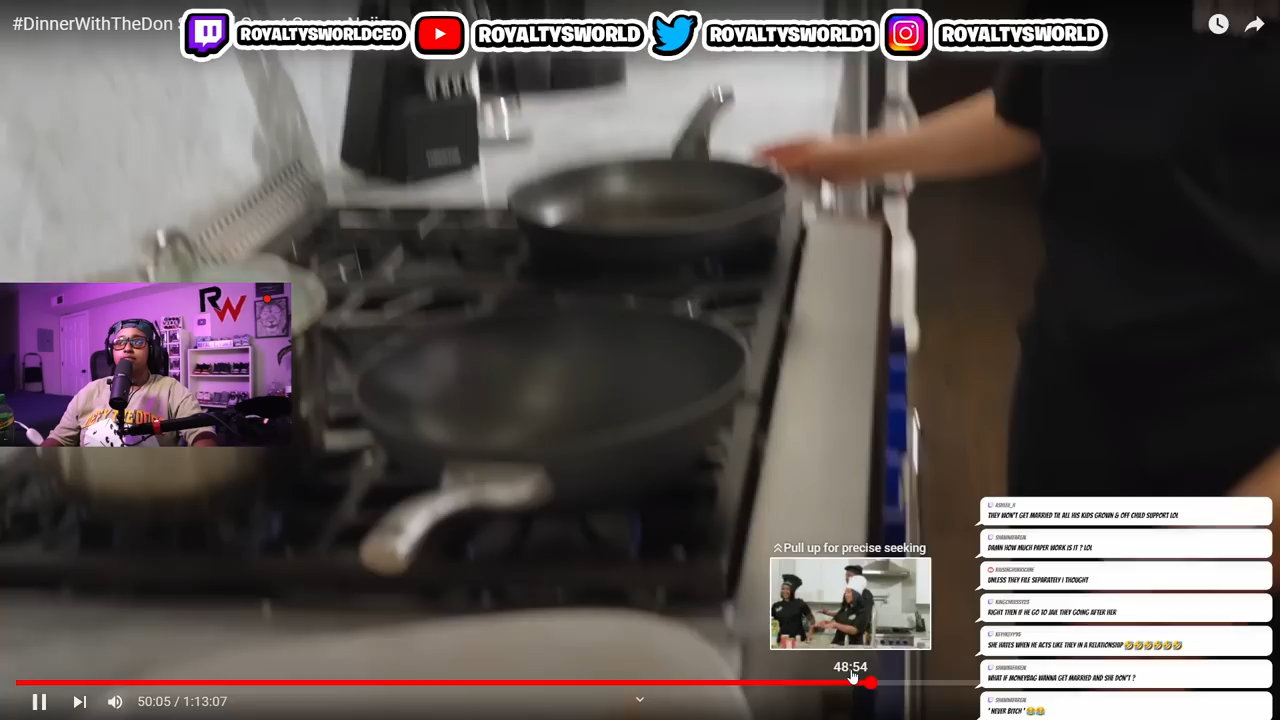 #DinnerWithTheDon
ROYALTYSWORLDCEO
ROYALTYSWORLD
ROYALTYSWORLD1
ROYALTYSWORLD
RW
THEY WON'T GET MARRIED TIL ALL HIS KIDS GROWN & OFF CHILD SUPPORT LOL
DAMN HOW MUCH PAPER WORK IS IT ? LOL
UNLESS THEY FILE SEPARATELY I THOUGHT
RIGHT THEN IF HE GO TO JAIL THEY GOING AFTER HER
SHE HATES WHEN HE ACTS LIKE THEY IN A RELATIONSHIP 🤣🤣🤣🤣🤣🤣
WHAT IF MONEYBAG WANNA GET MARRIED AND SHE DON'T ?
' NEVER BITCH ' 😂😂
Pull up for precise seeking
48:54
50:05 / 1:13:07